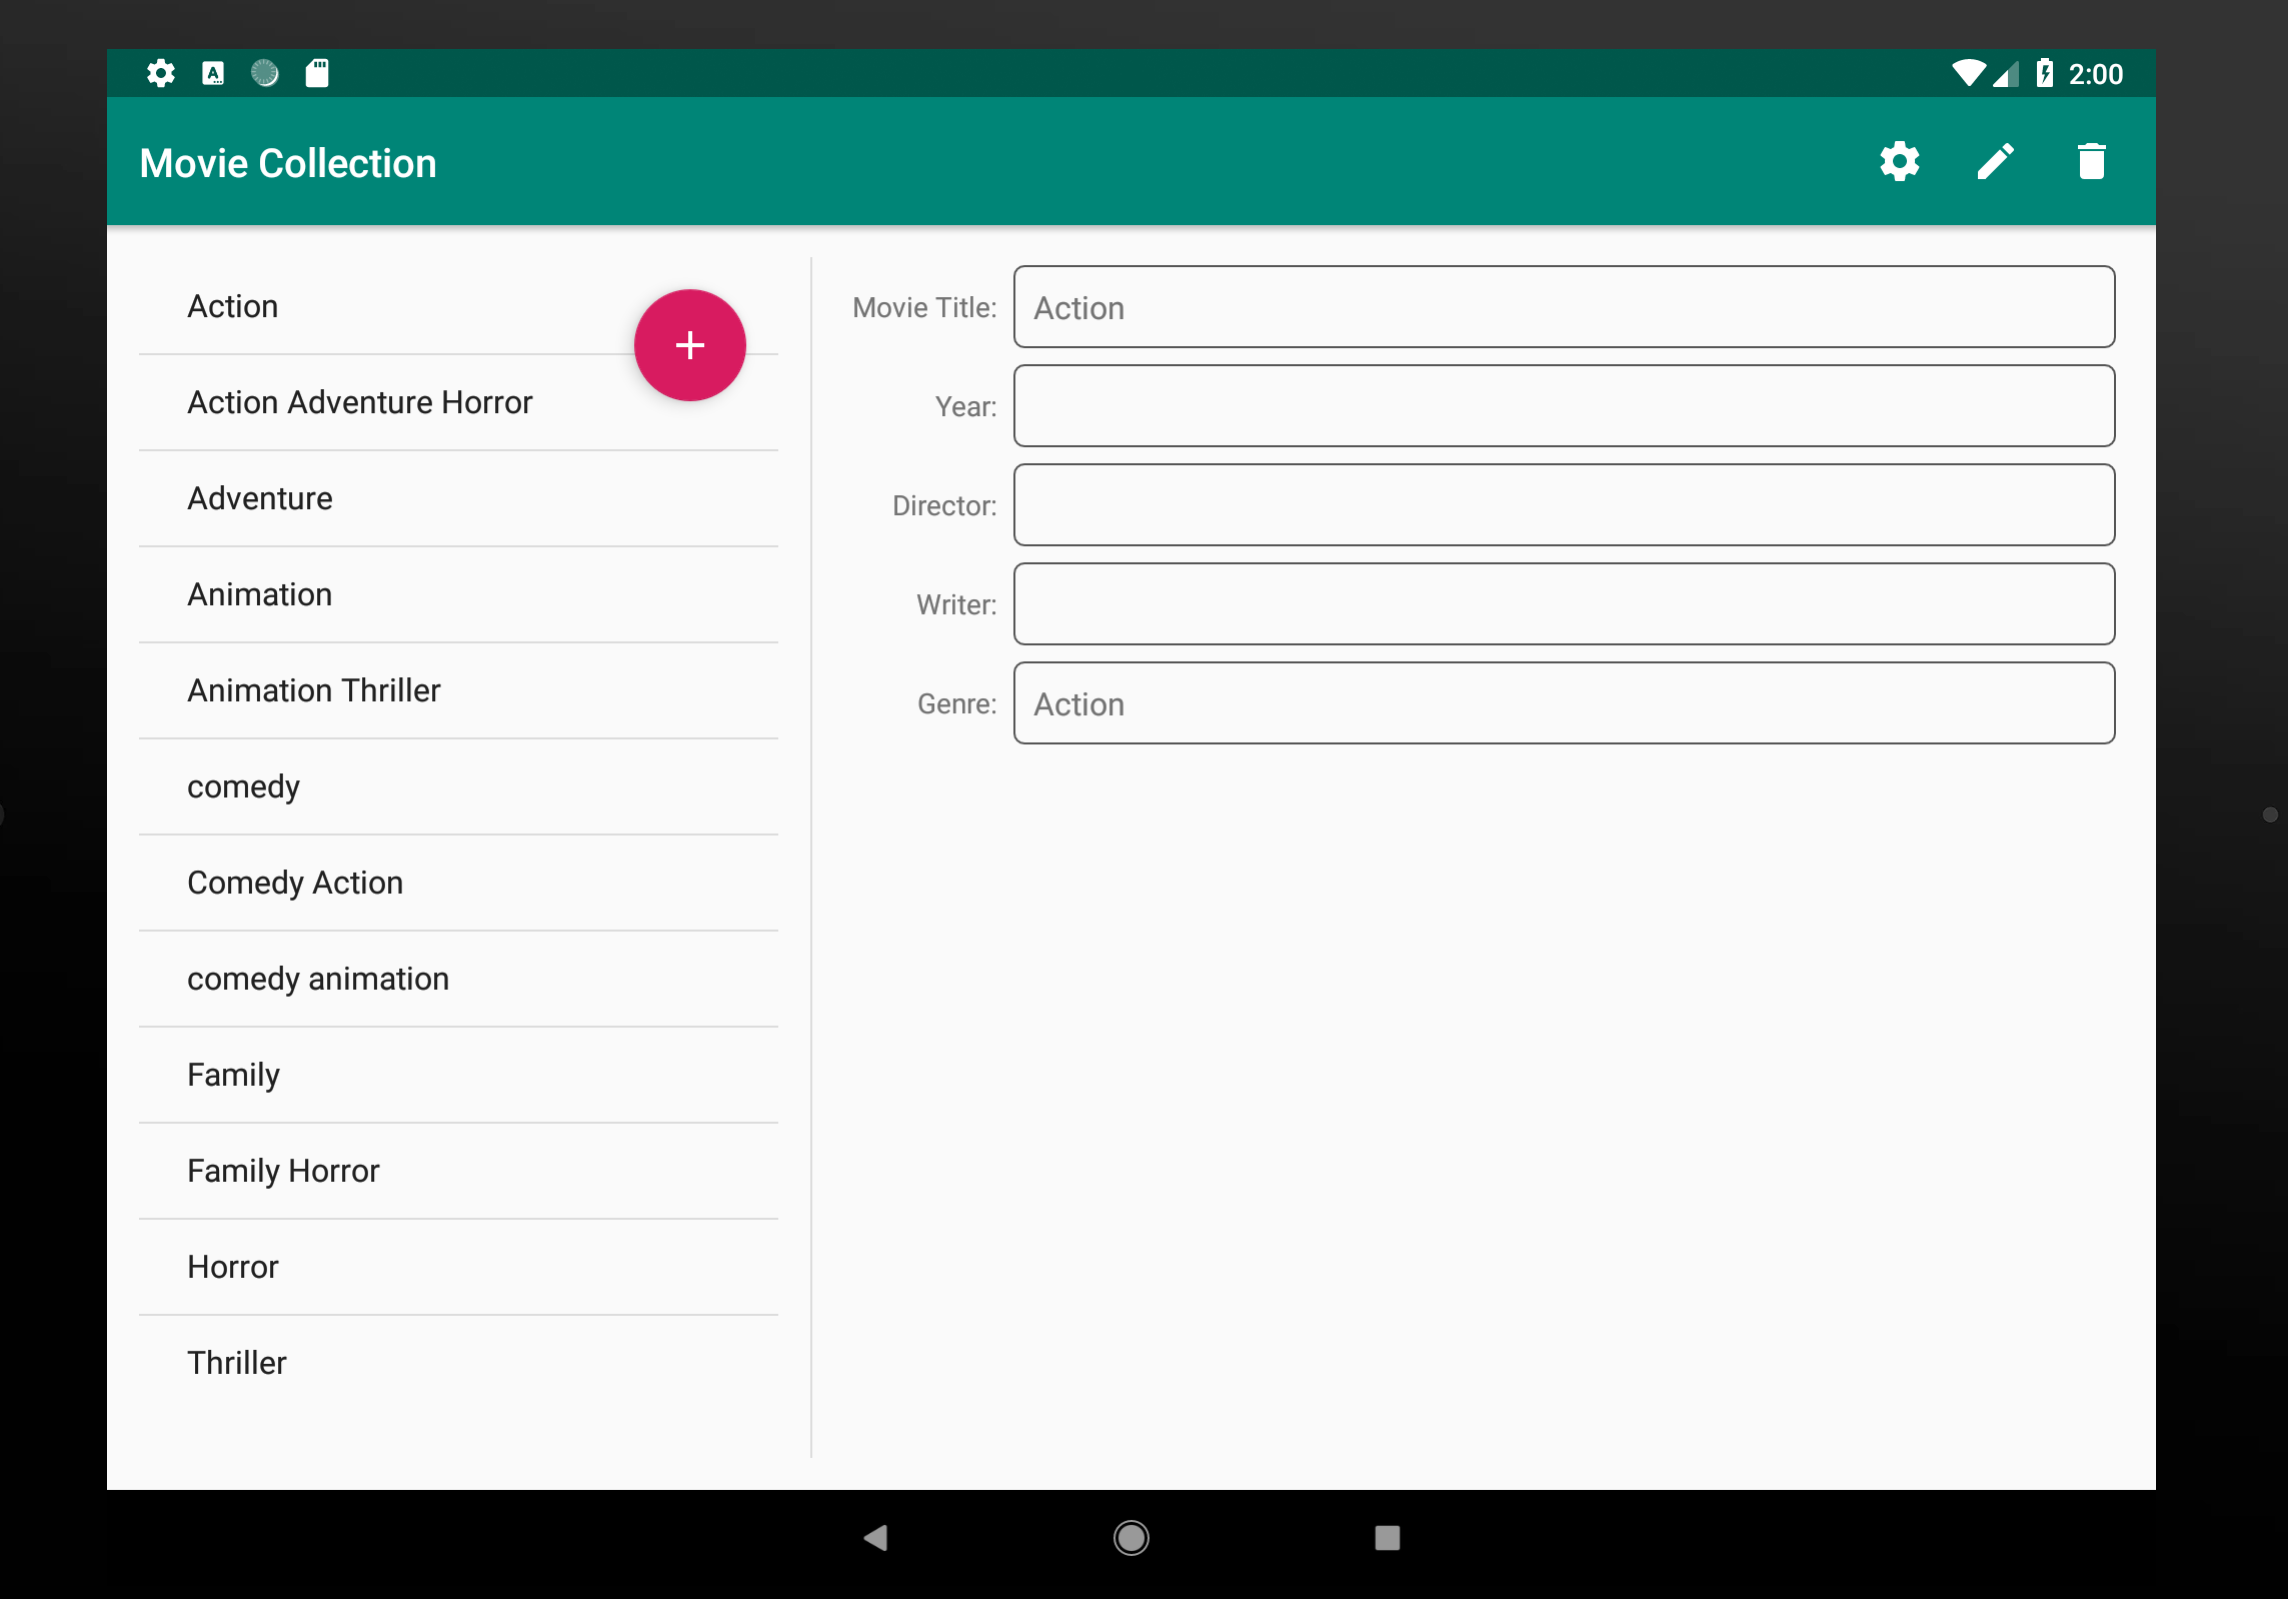 2:00
Movie Collection
Action
Action Adventure Horror
Adventure
Animation
Animation Thriller
comedy
Comedy Action
comedy animation
Family
Family Horror
Horror
Thriller
Movie Title: Action
Year:
Director:
Writer:
Genre: Action